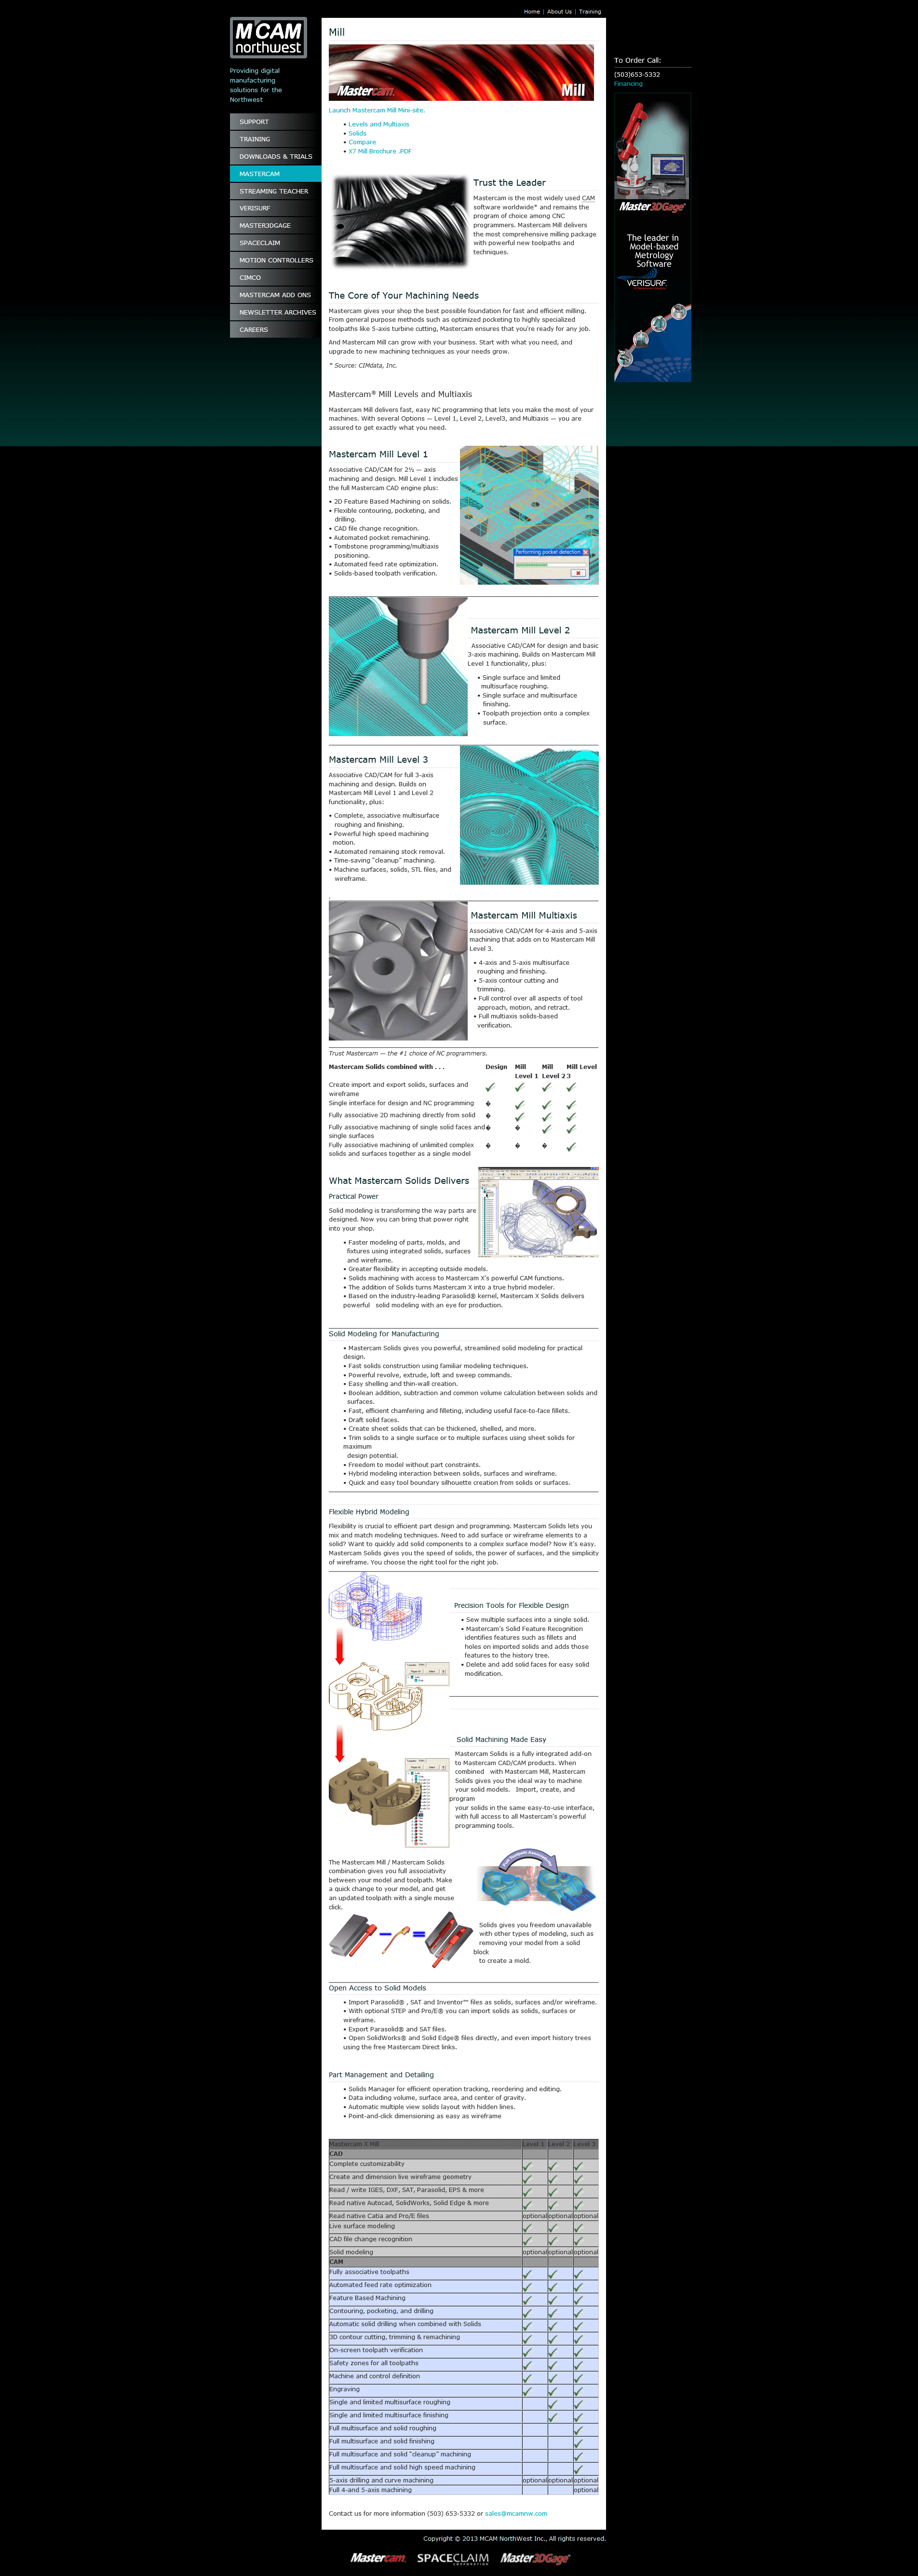 Home | About Us | Training
MCAM
northwest
Providing digital
manufacturing
solutions for the
Northwest
SUPPORT
TRAINING
DOWNLOADS & TRIALS
MASTERCAM
STREAMING TEACHER
VERISURF
MASTER3DGAGE
SPACECLAIM
MOTION CONTROLLERS
CIMCO
MASTERCAM ADD ONS
NEWSLETTER ARCHIVES
CAREERS
Mill
Mastercam. Mill
Launch Mastercam Mill Mini-site.
• Levels and Multiaxis
• Solids
• Compare
• X7 Mill Brochure .PDF
Trust the Leader
Mastercam is the most widely used CAM
software worldwide* and remains the
program of choice among CNC
programmers. Mastercam Mill delivers
the most comprehensive milling package
with powerful new toolpaths and
techniques.
The Core of Your Machining Needs
Mastercam gives your shop the best possible foundation for fast and efficient milling.
From general purpose methods such as optimized pocketing to highly specialized
toolpaths like 5-axis turbine cutting, Mastercam ensures that you're ready for any job.
And Mastercam Mill can grow with your business. Start with what you need, and
upgrade to new machining techniques as your needs grow.
* Source: CIMdata, Inc.
Mastercam® Mill Levels and Multiaxis
Mastercam Mill delivers fast, easy NC programming that lets you make the most of your
machines. With several Options — Level 1, Level 2, Level3, and Multiaxis — you are
assured to get exactly what you need.
Mastercam Mill Level 1
Associative CAD/CAM for 2½ — axis
machining and design. Mill Level 1 includes
the full Mastercam CAD engine plus:
• 2D Feature Based Machining on solids.
• Flexible contouring, pocketing, and
drilling.
• CAD file change recognition.
• Automated pocket remachining.
• Tombstone programming/multiaxis
positioning.
• Automated feed rate optimization.
• Solids-based toolpath verification.
Performing pocket detection
Mastercam Mill Level 2
Associative CAD/CAM for design and basic
3-axis machining. Builds on Mastercam Mill
Level 1 functionality, plus:
• Single surface and limited
multisurface roughing.
• Single surface and multisurface
finishing.
• Toolpath projection onto a complex
surface.
Mastercam Mill Level 3
Associative CAD/CAM for full 3-axis
machining and design. Builds on
Mastercam Mill Level 1 and Level 2
functionality, plus:
• Complete, associative multisurface
roughing and finishing.
• Powerful high speed machining
motion.
• Automated remaining stock removal.
• Time-saving "cleanup" machining.
• Machine surfaces, solids, STL files, and
wireframe.
.
Mastercam Mill Multiaxis
Associative CAD/CAM for 4-axis and 5-axis
machining that adds on to Mastercam Mill
Level 3.
• 4-axis and 5-axis multisurface
roughing and finishing.
• 5-axis contour cutting and
trimming.
• Full control over all aspects of tool
approach, motion, and retract.
• Full multiaxis solids-based
verification.
Trust Mastercam — the #1 choice of NC programmers.
Mastercam Solids combined with . . . Design Mill Mill Mill Level
Level 1 Level 2 3
Create import and export solids, surfaces and ✓ ✓ ✓ ✓
wireframe
Single interface for design and NC programming � ✓ ✓ ✓
Fully associative 2D machining directly from solid � ✓ ✓ ✓
Fully associative machining of single solid faces and � � ✓ ✓
single surfaces
Fully associative machining of unlimited complex � � � ✓
solids and surfaces together as a single model
What Mastercam Solids Delivers
Practical Power
Solid modeling is transforming the way parts are
designed. Now you can bring that power right
into your shop.
• Faster modeling of parts, molds, and
fixtures using integrated solids, surfaces
and wireframe.
• Greater flexibility in accepting outside models.
• Solids machining with access to Mastercam X's powerful CAM functions.
• The addition of Solids turns Mastercam X into a true hybrid modeler.
• Based on the industry-leading Parasolid® kernel, Mastercam X Solids delivers
powerful solid modeling with an eye for production.
Solid Modeling for Manufacturing
• Mastercam Solids gives you powerful, streamlined solid modeling for practical
design.
• Fast solids construction using familiar modeling techniques.
• Powerful revolve, extrude, loft and sweep commands.
• Easy shelling and thin-wall creation.
• Boolean addition, subtraction and common volume calculation between solids and
surfaces.
• Fast, efficient chamfering and filleting, including useful face-to-face fillets.
• Draft solid faces.
• Create sheet solids that can be thickened, shelled, and more.
• Trim solids to a single surface or to multiple surfaces using sheet solids for
maximum
design potential.
• Freedom to model without part constraints.
• Hybrid modeling interaction between solids, surfaces and wireframe.
• Quick and easy tool boundary silhouette creation from solids or surfaces.
Flexible Hybrid Modeling
Flexibility is crucial to efficient part design and programming. Mastercam Solids lets you
mix and match modeling techniques. Need to add surface or wireframe elements to a
solid? Want to quickly add solid components to a complex surface model? Now it's easy.
Mastercam Solids gives you the speed of solids, the power of surfaces, and the simplicity
of wireframe. You choose the right tool for the right job.
Precision Tools for Flexible Design
• Sew multiple surfaces into a single solid.
• Mastercam's Solid Feature Recognition
identifies features such as fillets and
holes on imported solids and adds those
features to the history tree.
• Delete and add solid faces for easy solid
modification.
Solid Machining Made Easy
Mastercam Solids is a fully integrated add-on
to Mastercam CAD/CAM products. When
combined with Mastercam Mill, Mastercam
Solids gives you the ideal way to machine
your solid models. Import, create, and
program
your solids in the same easy-to-use interface,
with full access to all Mastercam's powerful
programming tools.
The Mastercam Mill / Mastercam Solids
combination gives you full associativity
between your model and toolpath. Make
a quick change to your model, and get
an updated toolpath with a single mouse
click.
Solids gives you freedom unavailable
with other types of modeling, such as
removing your model from a solid
block
to create a mold.
Open Access to Solid Models
• Import Parasolid® , SAT and Inventor™ files as solids, surfaces and/or wireframe.
• With optional STEP and Pro/E® you can import solids as solids, surfaces or
wireframe.
• Export Parasolid® and SAT files.
• Open SolidWorks® and Solid Edge® files directly, and even import history trees
using the free Mastercam Direct links.
Part Management and Detailing
• Solids Manager for efficient operation tracking, reordering and editing.
• Data including volume, surface area, and center of gravity.
• Automatic multiple view solids layout with hidden lines.
• Point-and-click dimensioning as easy as wireframe
Mastercam X Mill Level 1 Level 2 Level 3
CAD
Complete customizability ✓ ✓ ✓
Create and dimension live wireframe geometry ✓ ✓ ✓
Read / write IGES, DXF, SAT, Parasolid, EPS & more ✓ ✓ ✓
Read native Autocad, SolidWorks, Solid Edge & more ✓ ✓ ✓
Read native Catia and Pro/E files optional optional optional
Live surface modeling ✓ ✓ ✓
CAD file change recognition ✓ ✓ ✓
Solid modeling optional optional optional
CAM
Fully associative toolpaths ✓ ✓ ✓
Automated feed rate optimization ✓ ✓ ✓
Feature Based Machining ✓ ✓ ✓
Contouring, pocketing, and drilling ✓ ✓ ✓
Automatic solid drilling when combined with Solids ✓ ✓ ✓
3D contour cutting, trimming & remachining ✓ ✓ ✓
On-screen toolpath verification ✓ ✓ ✓
Safety zones for all toolpaths ✓ ✓ ✓
Machine and control definition ✓ ✓ ✓
Engraving ✓ ✓ ✓
Single and limited multisurface roughing ✓ ✓
Single and limited multisurface finishing ✓ ✓
Full multisurface and solid roughing ✓
Full multisurface and solid finishing ✓
Full multisurface and solid "cleanup" machining ✓
Full multisurface and solid high speed machining ✓
5-axis drilling and curve machining optional optional optional
Full 4-and 5-axis machining optional
Contact us for more information (503) 653-5332 or sales@mcamnw.com
To Order Call:
(503)653-5332
Financing
Master3DGage
The leader in
Model-based
Metrology
Software
VERISURF
Copyright © 2013 MCAM NorthWest Inc., All rights reserved.
Mastercam. SPACECLAIM CORPORATION Master3DGage